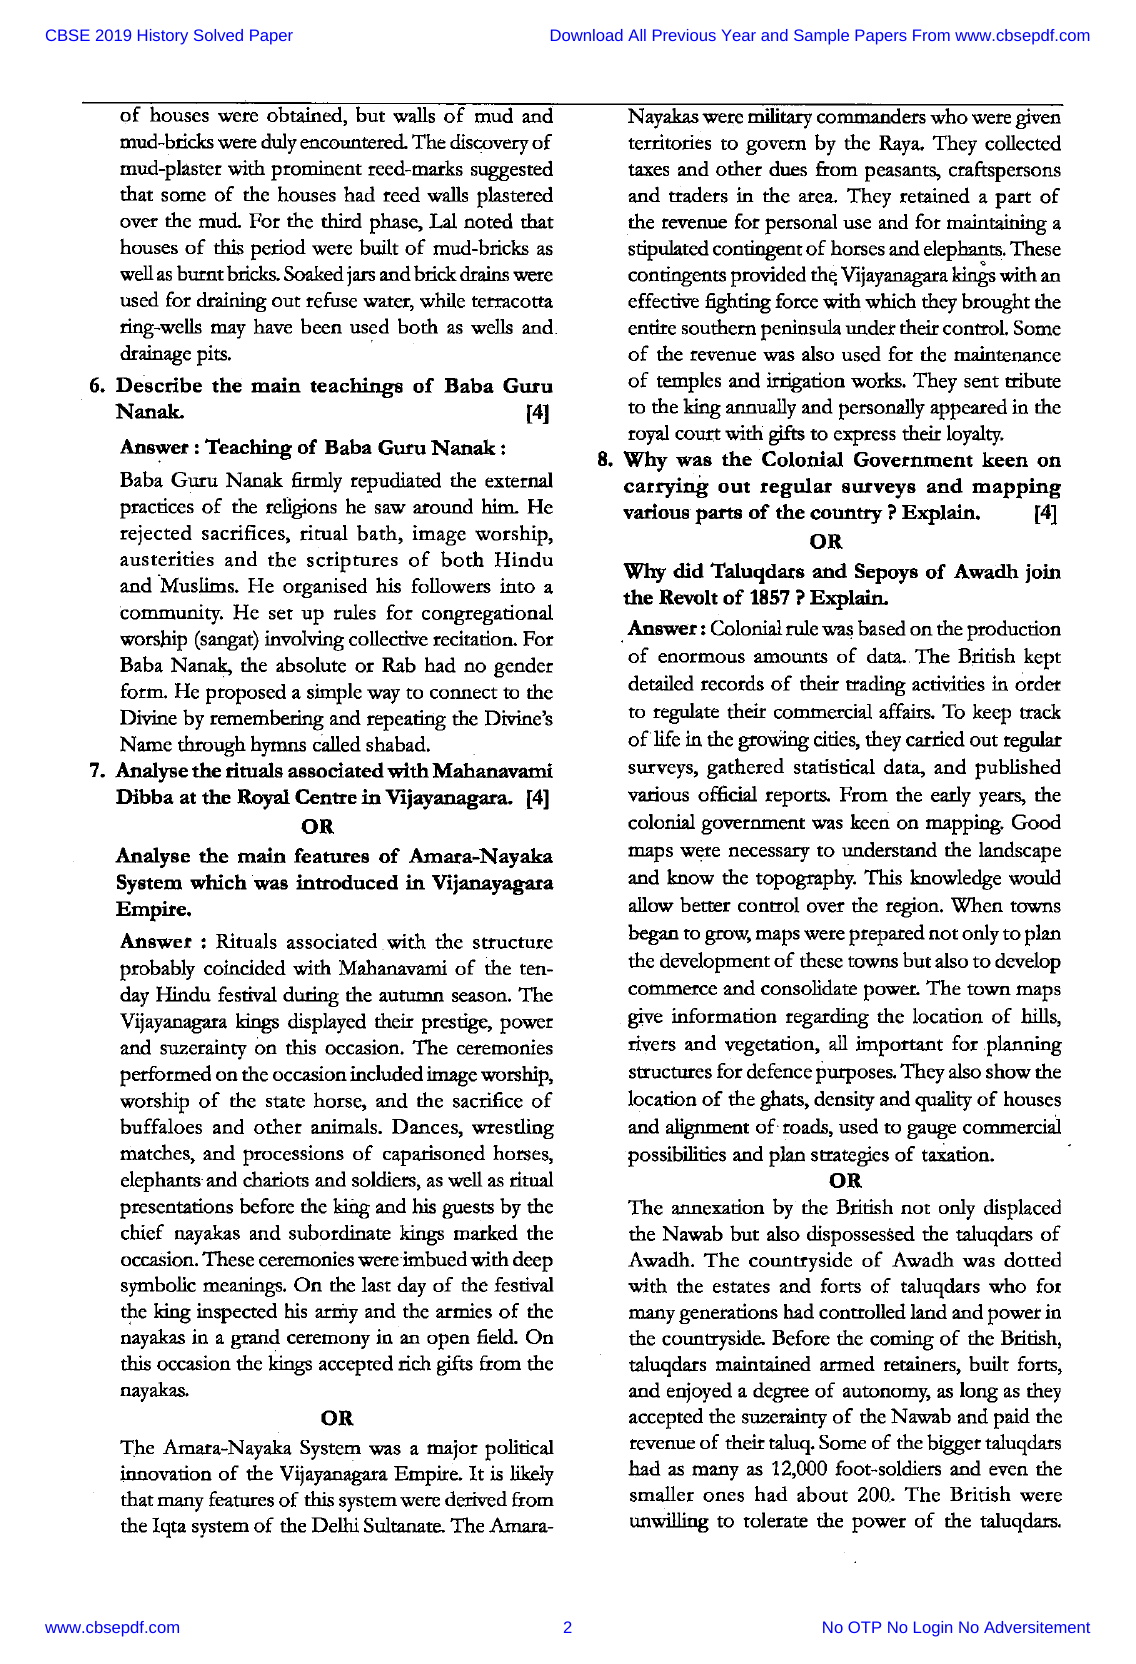 CBSE 2019 History Solved Paper
Download All Previous Year and Sample Papers From www.cbsepdf.com
of houses were obtained, but walls of mud and
mud-bricks were duly encountered. The discovery of
mud-plaster with prominent reed-marks suggested
that some of the houses had reed walls plastered
over the mud. For the third phase, Lal noted that
houses of this period were built of mud-bricks as
well as burnt bricks. Soaked jars and brick drains were
used for draining out refuse water, while terracotta
ring-wells may have been used both as wells and
drainage pits.
6. Describe the main teachings of Baba Guru
Nanak. [4]
Answer : Teaching of Baba Guru Nanak :
Baba Guru Nanak firmly repudiated the external
practices of the religions he saw around him. He
rejected sacrifices, ritual bath, image worship,
austerities and the scriptures of both Hindu
and Muslims. He organised his followers into a
community. He set up rules for congregational
worship (sangat) involving collective recitation. For
Baba Nanak, the absolute or Rab had no gender
form. He proposed a simple way to connect to the
Divine by remembering and repeating the Divine's
Name through hymns called shabad.
7. Analyse the rituals associated with Mahanavami
Dibba at the Royal Centre in Vijayanagara. [4]
OR
Analyse the main features of Amara-Nayaka
System which was introduced in Vijanayagara
Empire.
Answer : Rituals associated with the structure
probably coincided with Mahanavami of the ten-
day Hindu festival during the autumn season. The
Vijayanagara kings displayed their prestige, power
and suzerainty on this occasion. The ceremonies
performed on the occasion included image worship,
worship of the state horse, and the sacrifice of
buffaloes and other animals. Dances, wrestling
matches, and processions of caparisoned horses,
elephants and chariots and soldiers, as well as ritual
presentations before the king and his guests by the
chief nayakas and subordinate kings marked the
occasion. These ceremonies were imbued with deep
symbolic meanings. On the last day of the festival
the king inspected his army and the armies of the
nayakas in a grand ceremony in an open field. On
this occasion the kings accepted rich gifts from the
nayakas.
OR
The Amara-Nayaka System was a major political
innovation of the Vijayanagara Empire. It is likely
that many features of this system were derived from
the Iqta system of the Delhi Sultanate. The Amara-
Nayakas were military commanders who were given
territories to govern by the Raya. They collected
taxes and other dues from peasants, craftspersons
and traders in the area. They retained a part of
the revenue for personal use and for maintaining a
stipulated contingent of horses and elephants. These
contingents provided the Vijayanagara kings with an
effective fighting force with which they brought the
entire southern peninsula under their control. Some
of the revenue was also used for the maintenance
of temples and irrigation works. They sent tribute
to the king annually and personally appeared in the
royal court with gifts to express their loyalty.
8. Why was the Colonial Government keen on
carrying out regular surveys and mapping
various parts of the country ? Explain. [4]
OR
Why did Taluqdars and Sepoys of Awadh join
the Revolt of 1857 ? Explain.
Answer : Colonial rule was based on the production
of enormous amounts of data. The British kept
detailed records of their trading activities in order
to regulate their commercial affairs. To keep track
of life in the growing cities, they carried out regular
surveys, gathered statistical data, and published
various official reports. From the early years, the
colonial government was keen on mapping. Good
maps were necessary to understand the landscape
and know the topography. This knowledge would
allow better control over the region. When towns
began to grow, maps were prepared not only to plan
the development of these towns but also to develop
commerce and consolidate power. The town maps
give information regarding the location of hills,
rivers and vegetation, all important for planning
structures for defence purposes. They also show the
location of the ghats, density and quality of houses
and alignment of roads, used to gauge commercial
possibilities and plan strategies of taxation.
OR
The annexation by the British not only displaced
the Nawab but also dispossessed the taluqdars of
Awadh. The countryside of Awadh was dotted
with the estates and forts of taluqdars who for
many generations had controlled land and power in
the countryside. Before the coming of the British,
taluqdars maintained armed retainers, built forts,
and enjoyed a degree of autonomy, as long as they
accepted the suzerainty of the Nawab and paid the
revenue of their taluq. Some of the bigger taluqdars
had as many as 12,000 foot-soldiers and even the
smaller ones had about 200. The British were
unwilling to tolerate the power of the taluqdars.
www.cbsepdf.com
2
No OTP No Login No Adversitement